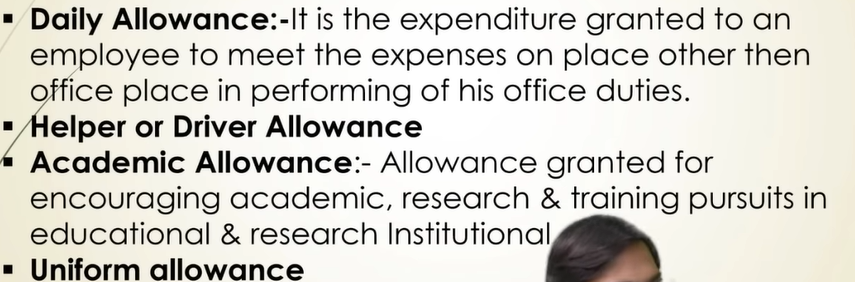 ▪ Daily Allowance:-It is the expenditure granted to an
employee to meet the expenses on place other then
office place in performing of his office duties.
▪ Helper or Driver Allowance
▪ Academic Allowance:- Allowance granted for
encouraging academic, research & training pursuits in
educational & research Institutional
▪ Uniform allowance